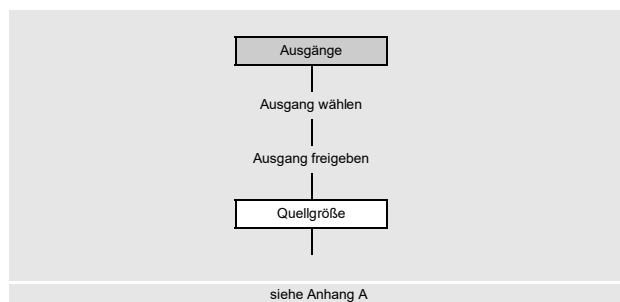 Ausgänge
Ausgang wählen
Ausgang freigeben
Quellgröße
siehe Anhang A